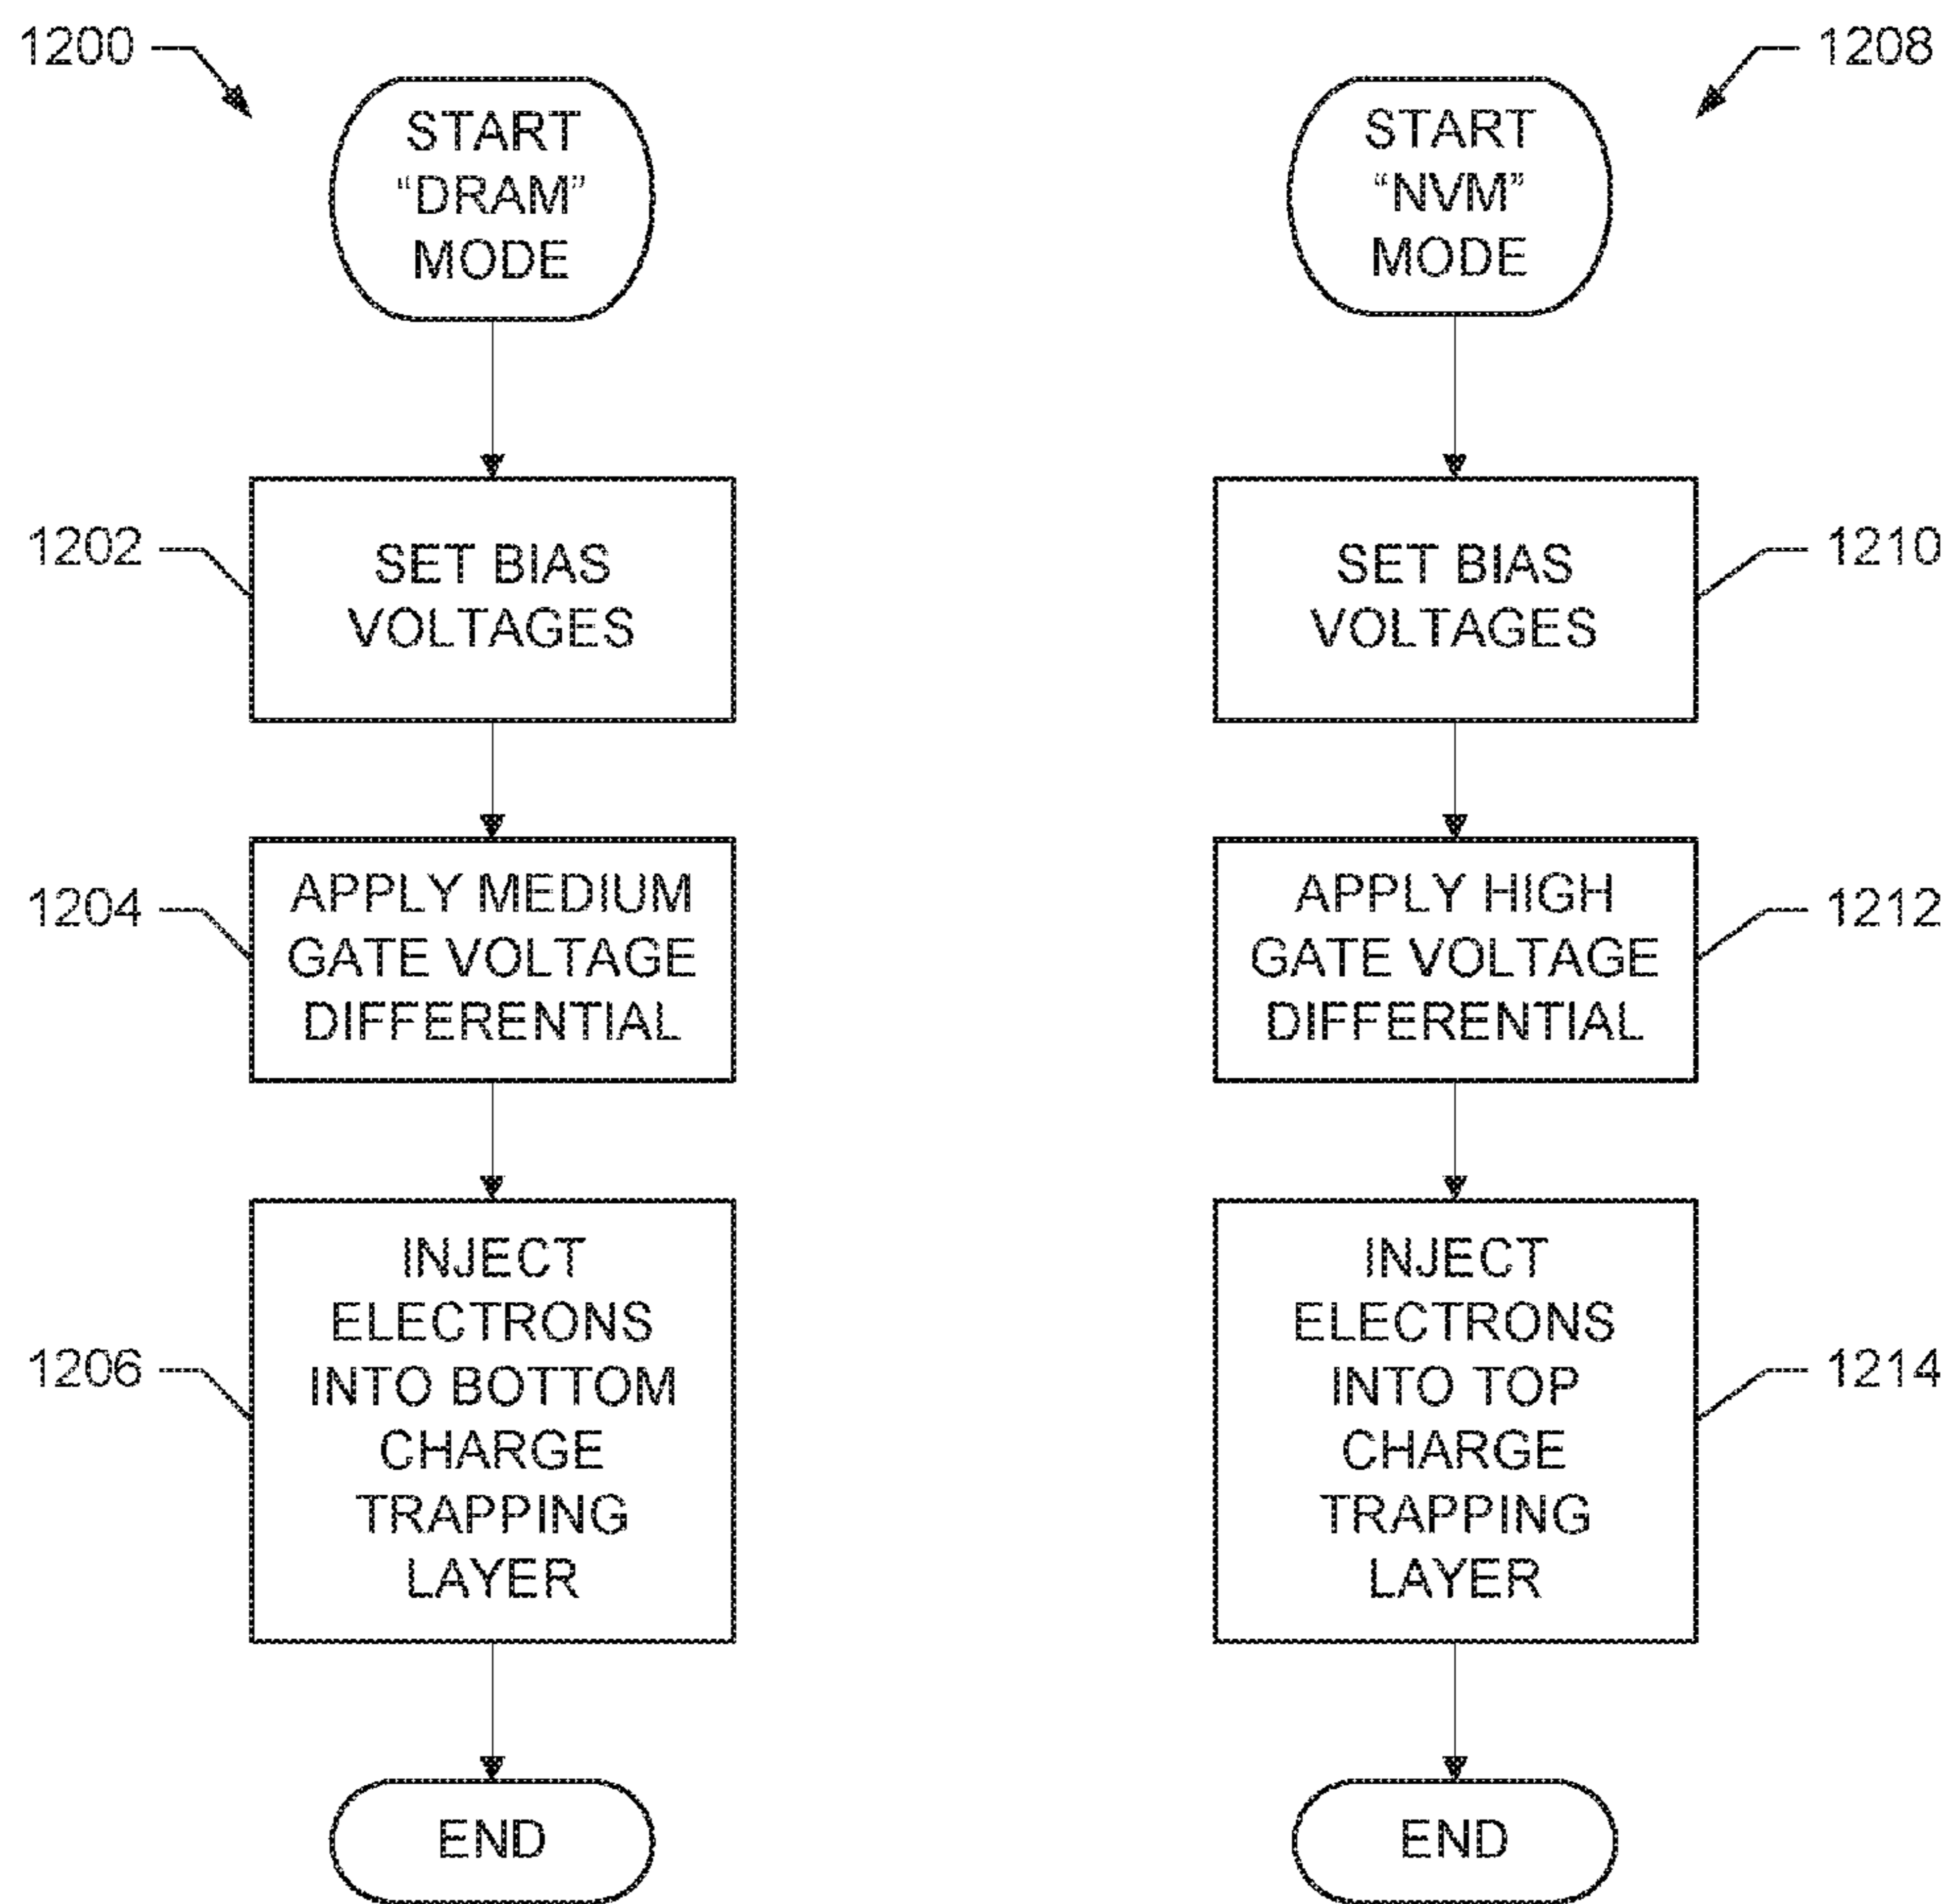 1200
START
“DRAM”
MODE
1202
SET BIAS
VOLTAGES
1204
APPLY MEDIUM
GATE VOLTAGE
DIFFERENTIAL
1206
INJECT
ELECTRONS
INTO BOTTOM
CHARGE
TRAPPING
LAYER
END
1208
START
“NVM”
MODE
1210
SET BIAS
VOLTAGES
1212
APPLY HIGH
GATE VOLTAGE
DIFFERENTIAL
1214
INJECT
ELECTRONS
INTO TOP
CHARGE
TRAPPING
LAYER
END